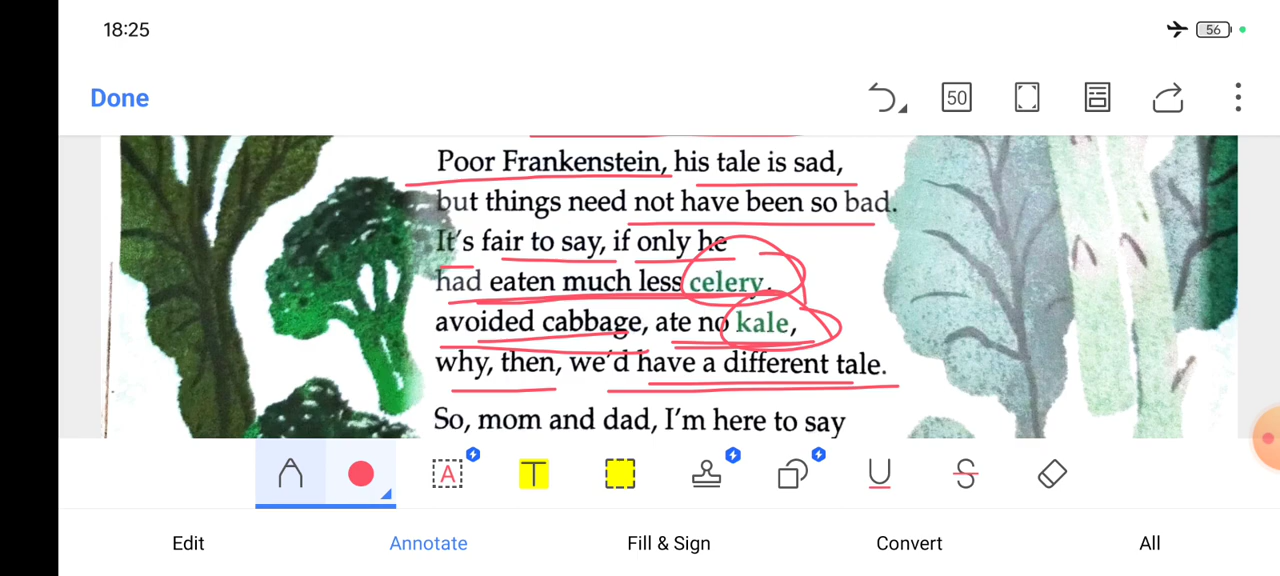 18:25
56
Done
50
Poor Frankenstein, his tale is sad,
but things need not have been so bad.
It's fair to say, if only he
had eaten much less celery,
avoided cabbage, ate no kale,
why, then, we'd have a different tale.
So, mom and dad, I'm here to say
A
T
U
S
Edit
Annotate
Fill & Sign
Convert
All